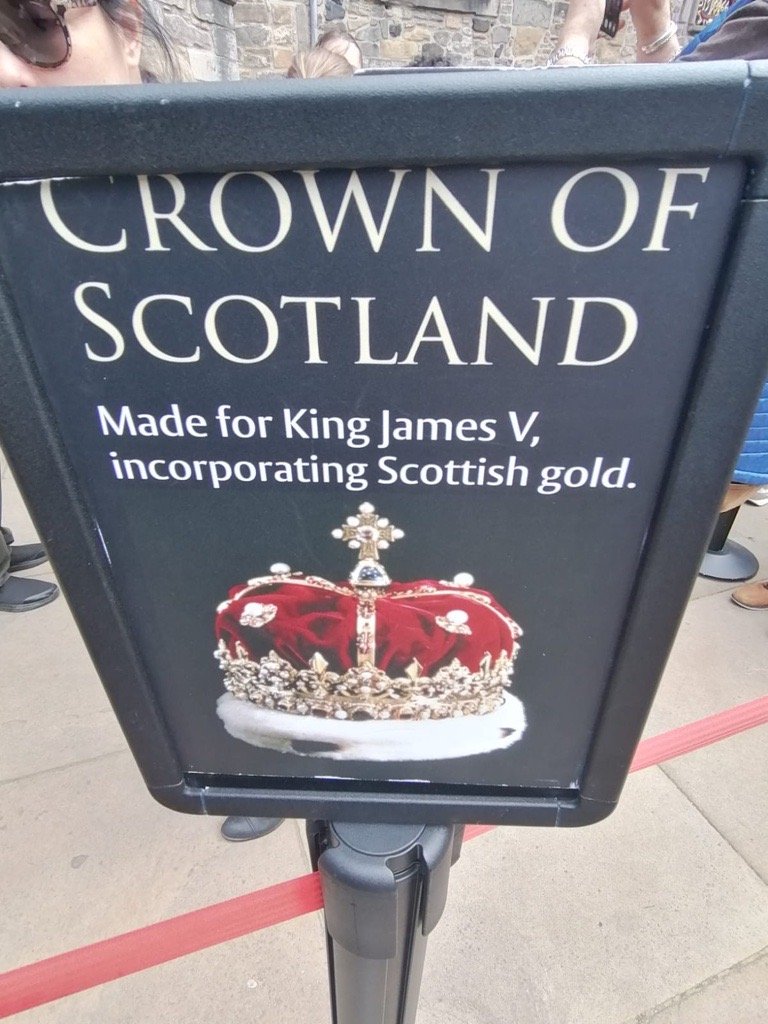 CROWN OF
SCOTLAND
Made for King James V,
incorporating Scottish gold.